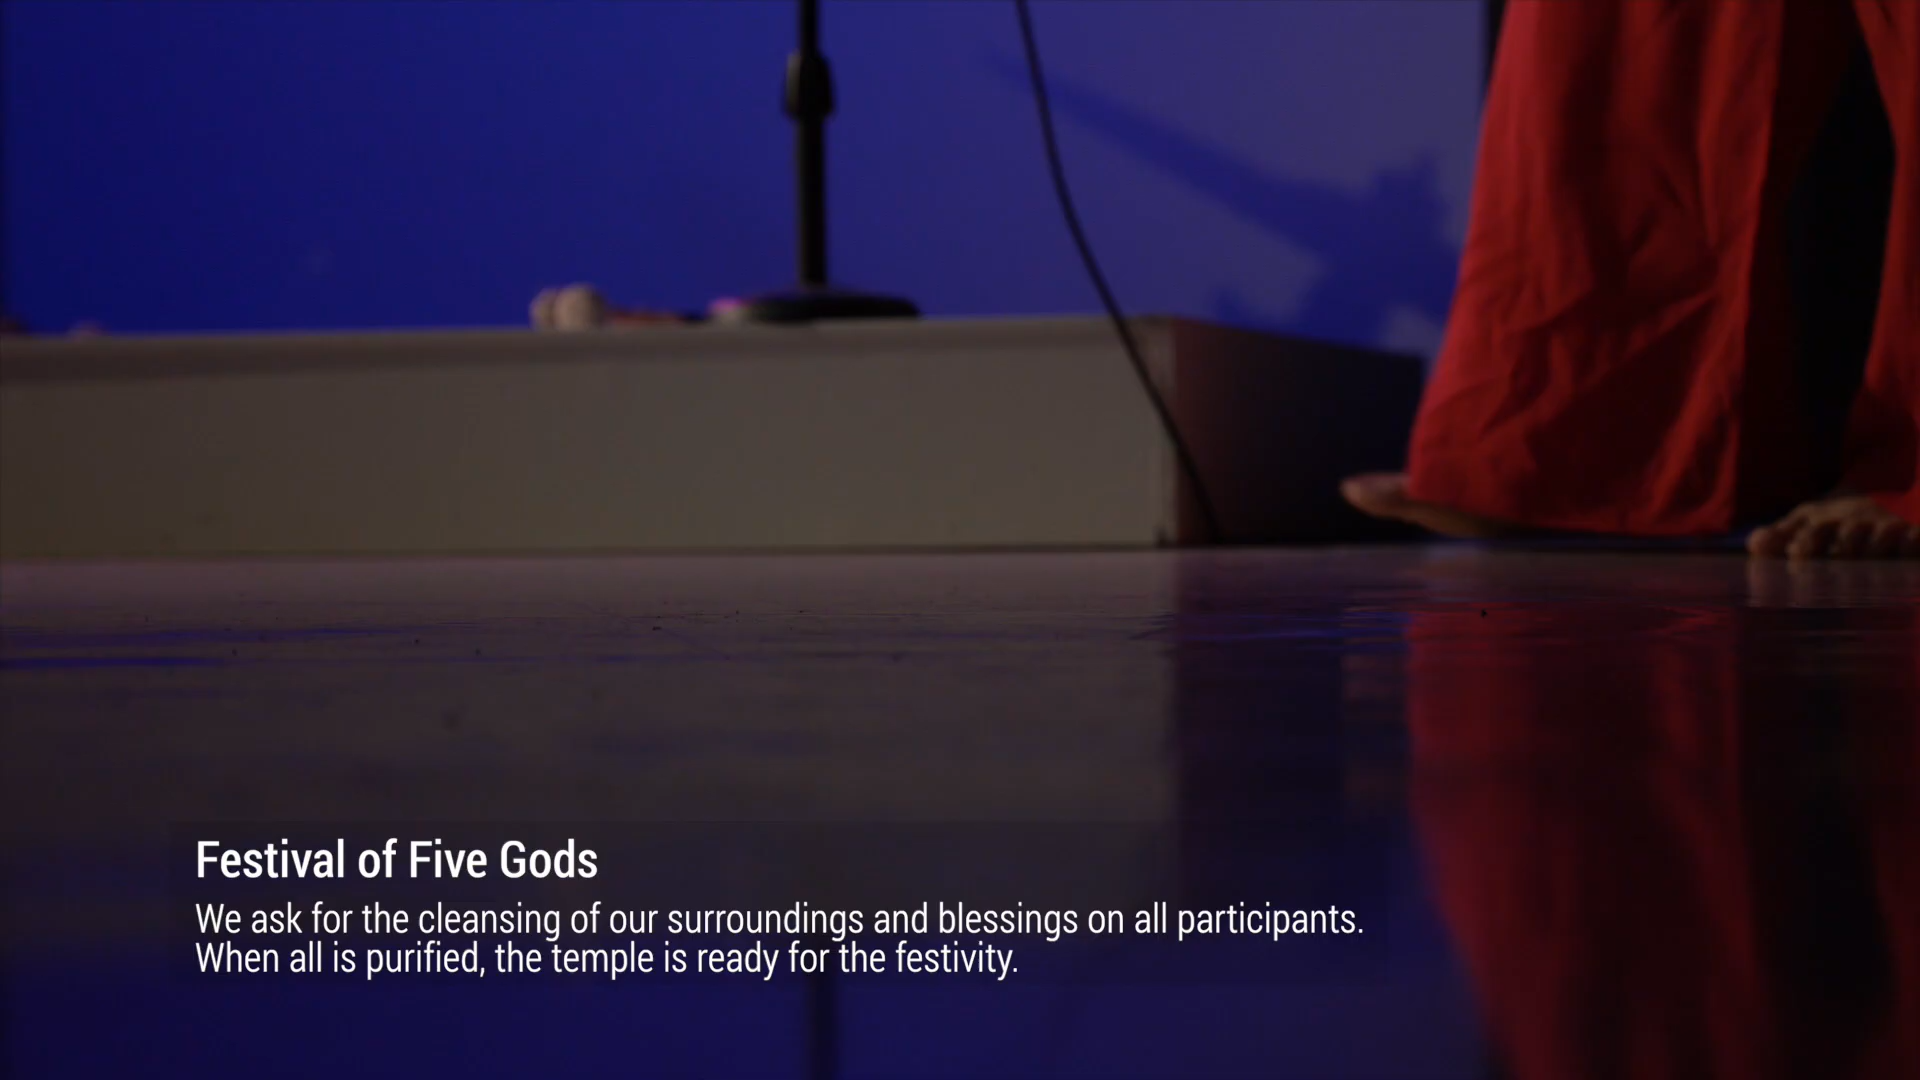 Festival of Five Gods
We ask for the cleansing of our surroundings and blessings on all participants.
When all is purified, the temple is ready for the festivity.